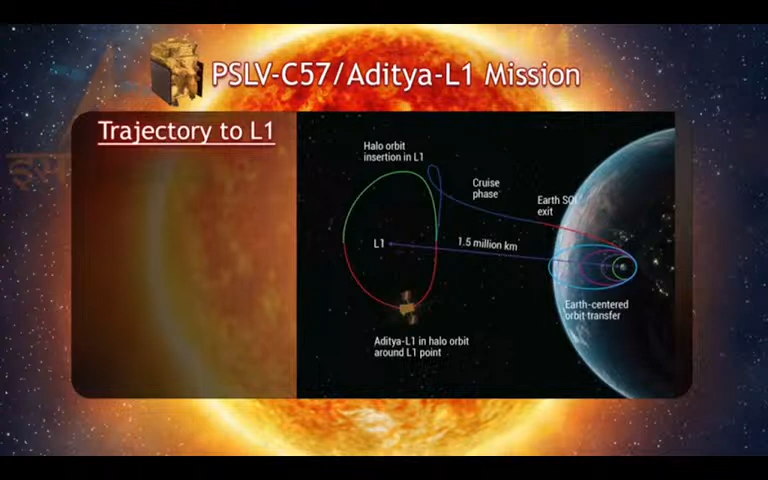 PSLV-C57/Aditya-L1 Mission
Trajectory to L1
Halo orbit
insertion in L1
Cruise
phase
Earth SOI
exit
L1
1.5 million km
Earth-centered
orbit transfer
Aditya-L1 in halo orbit
around L1 point